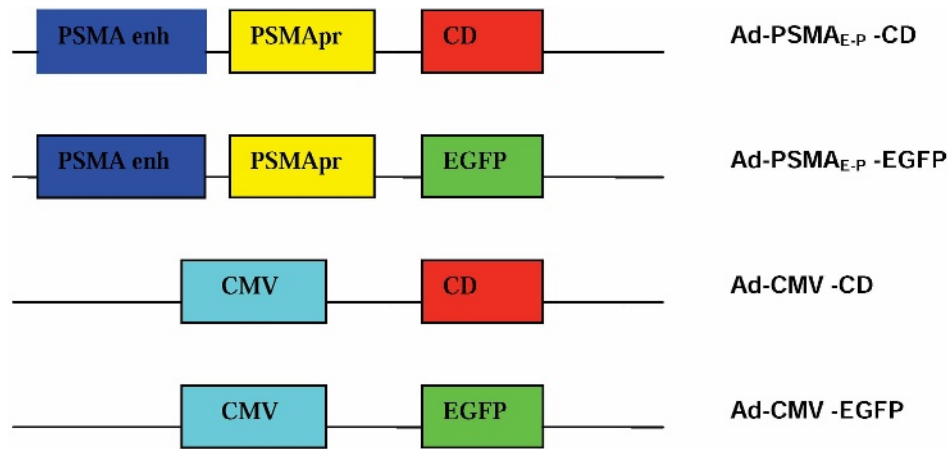 PSMA enh PSMApr CD Ad-PSMAE-P -CD
PSMA enh PSMApr EGFP Ad-PSMAE-P -EGFP
CMV CD Ad-CMV -CD
CMV EGFP Ad-CMV -EGFP